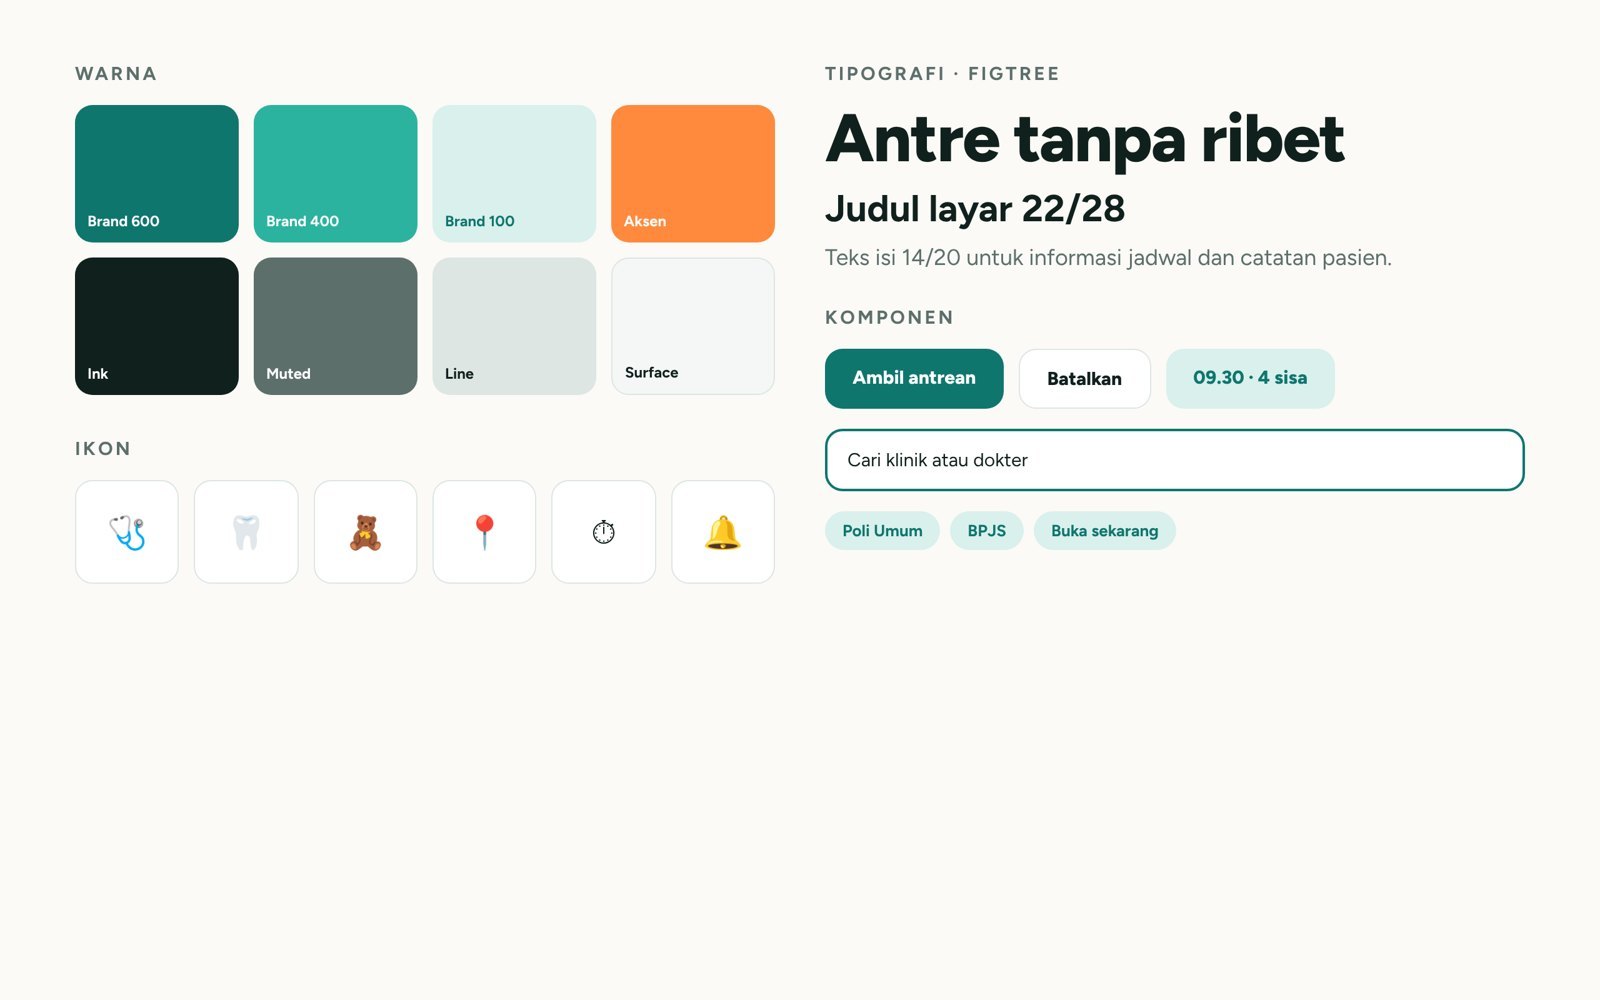 WARNA
Brand 600
Brand 400
Brand 100
Aksen
Ink
Muted
Line
Surface
IKON
TIPOGRAFI · FIGTREE
Antre tanpa ribet
Judul layar 22/28
Teks isi 14/20 untuk informasi jadwal dan catatan pasien.
KOMPONEN
Ambil antrean
Batalkan
09.30 · 4 sisa
Cari klinik atau dokter
Poli Umum
BPJS
Buka sekarang